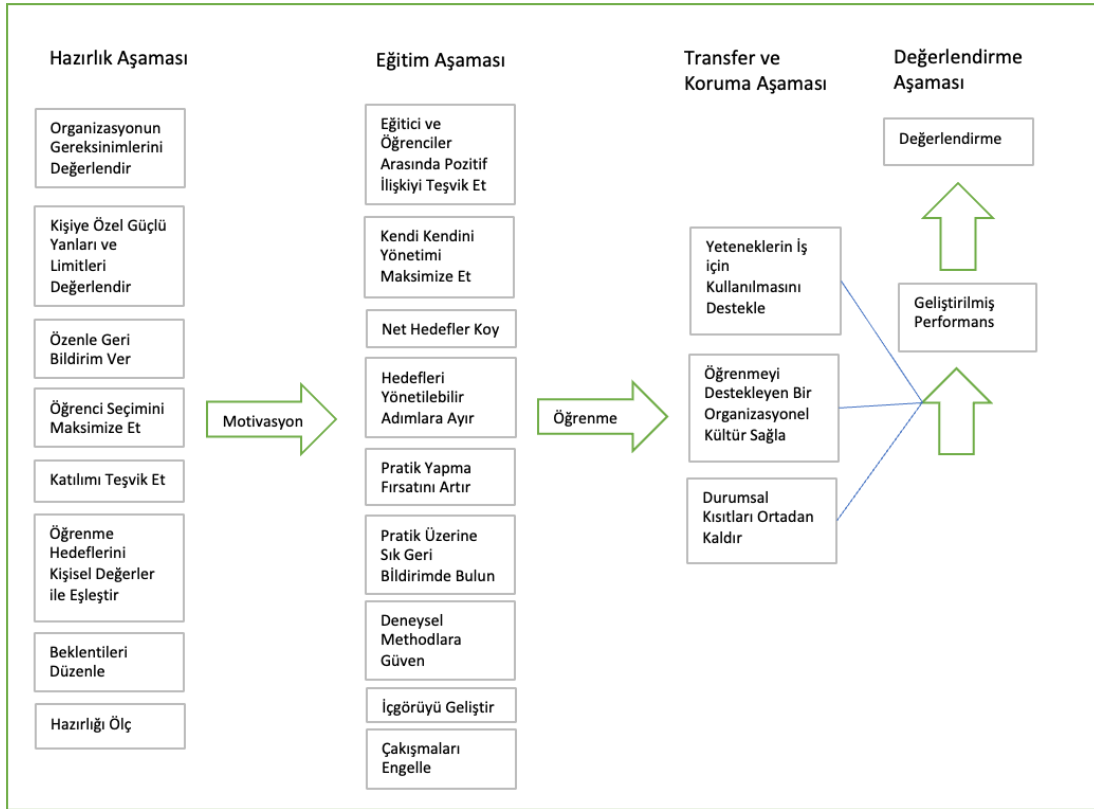 Hazırlık Aşaması
Organizasyonun
Gereksinimlerini
Değerlendir
Kişiye Özel Güçlü
Yanları ve
Limitleri
Değerlendir
Özenle Geri
Bildirim Ver
Öğrenci Seçimini
Maksimize Et
Katılımı Teşvik Et
Öğrenme
Hedeflerini
Kişisel Değerler
ile Eşleştir
Beklentileri
Düzenle
Hazırlığı Ölç
Motivasyon
Eğitim Aşaması
Eğitici ve
Öğrenciler
Arasında Pozitif
İlişkiyi Teşvik Et
Kendi Kendini
Yönetimi
Maksimize Et
Net Hedefler Koy
Hedefleri
Yönetilebilir
Adımlara Ayır
Pratik Yapma
Fırsatını Artır
Pratik Üzerine
Sık Geri
Bİldirimde Bulun
Deneysel
Methodlara
Güven
İçgörüyü Geliştir
Çakışmaları
Engelle
Öğrenme
Transfer ve
Koruma Aşaması
Yeteneklerin İş
için
Kullanılmasını
Destekle
Öğrenmeyi
Destekleyen Bir
Organizasyonel
Kültür Sağla
Durumsal
Kısıtları Ortadan
Kaldır
Değerlendirme
Aşaması
Değerlendirme
Geliştirilmiş
Performans